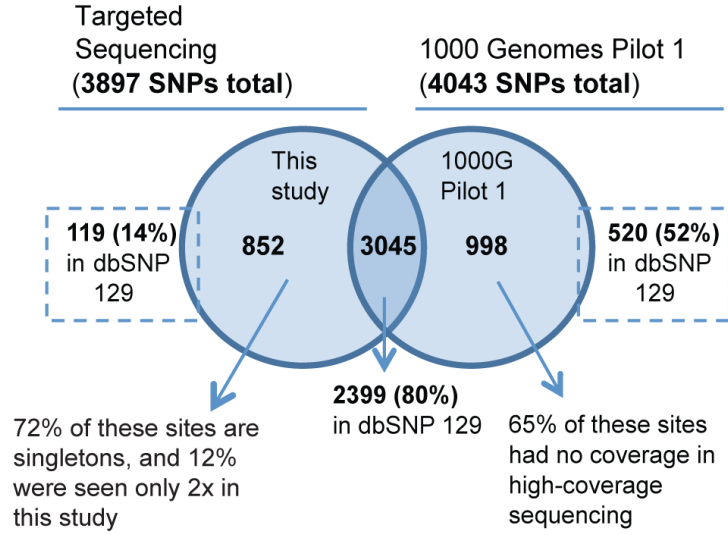 Targeted
Sequencing
(3897 SNPs total)
1000 Genomes Pilot 1
(4043 SNPs total)
This
study
1000G
Pilot 1
119 (14%)
in dbSNP
129
852
3045
998
520 (52%)
in dbSNP
129
2399 (80%)
in dbSNP 129
72% of these sites are
singletons, and 12%
were seen only 2x in
this study
65% of these sites
had no coverage in
high-coverage
sequencing